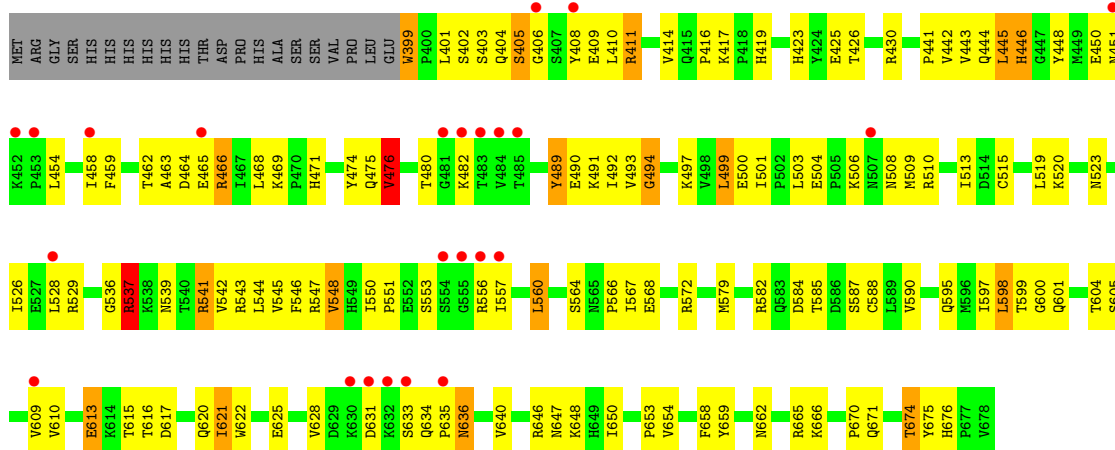 MET ARG GLY SER HIS HIS HIS HIS HIS HIS THR ASP PRO HIS ALA SER SER VAL PRO LEU GLU W399 P400 L401 S402 S403 Q404 S405 G406 S407 Y408 E409 L410 R411 V414 Q415 P416 K417 P418 H419 H423 Y424 E425 T426 R430 P441 V442 V443 Q444 L445 H446 G447 Y448 M449 E450 N451
K452 P453 L454 I458 F459 T462 A463 D464 E465 R466 I467 L468 K469 P470 H471 Y474 Q475 V476 T480 G481 K482 T483 V484 T485 Y489 E490 K491 I492 V493 G494 K497 V498 L499 E500 I501 P502 L503 E504 P505 K506 N507 N508 M509 R510 I513 D514 C515 L519 K520 N523
I526 E527 L528 R529 G536 R537 K538 N539 T540 R541 V542 R543 L544 V545 F546 R547 V548 H549 I550 P551 E552 S553 S554 G555 R556 I557 L560 S564 N565 P566 I567 E568 R572 M579 R582 Q583 D584 T585 D586 S587 C588 L589 V590 Q595 M596 I597 L598 T599 G600 Q601 T604 S605
V609 V610 E613 K614 T615 T616 D617 Q620 I621 W622 E625 V628 D629 K630 D631 K632 S633 Q634 P635 N636 V640 R646 N647 K648 H649 I650 P653 V654 F658 Y659 N662 R665 K666 P670 Q671 T674 Y675 H676 P677 V678